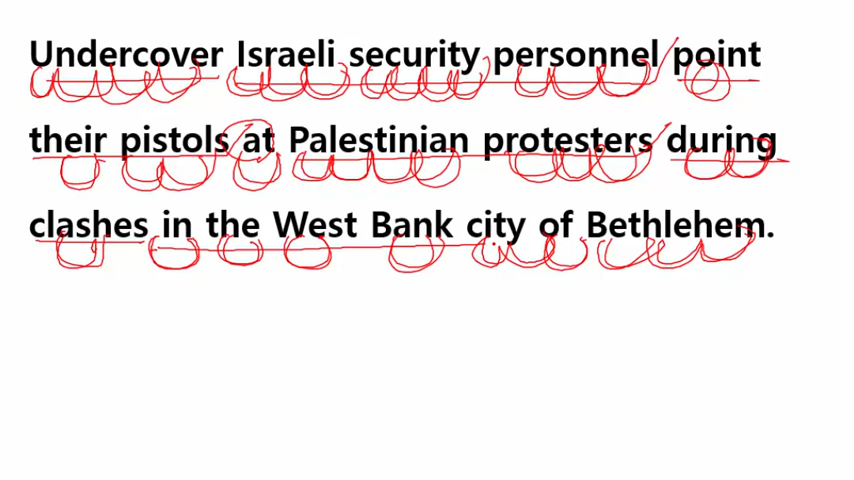 Undercover Israeli security personnel point
their pistols at Palestinian protesters during
clashes in the West Bank city of Bethlehem.